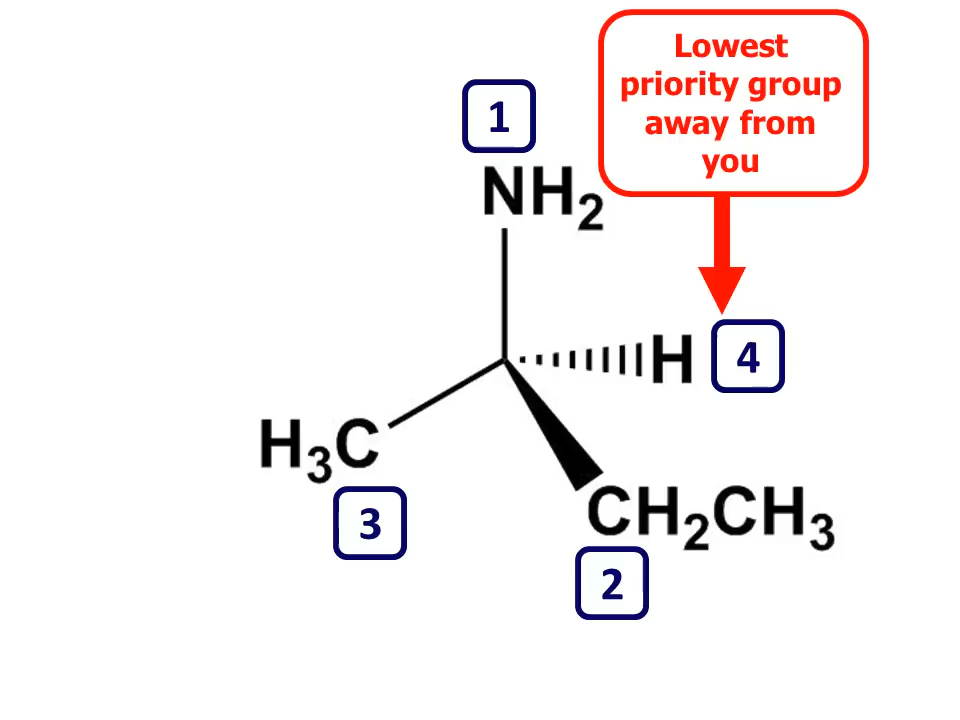 Lowest
priority group
away from
you
1
NH₂
H
4
H₃C
3
CH₂CH₃
2